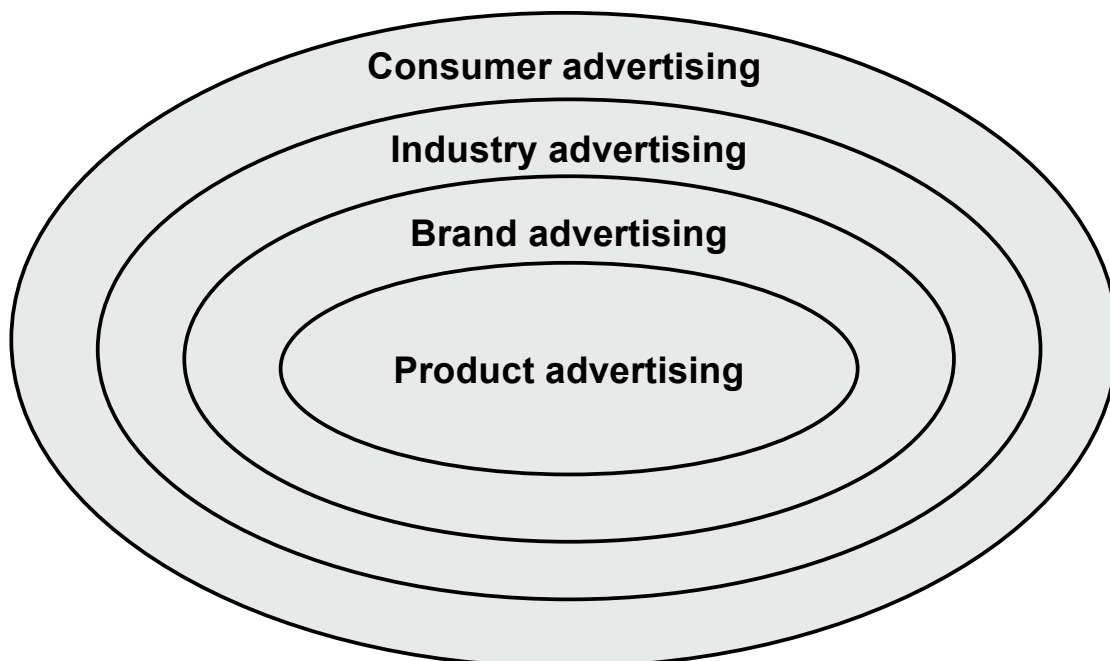 Consumer advertising
Industry advertising
Brand advertising
Product advertising